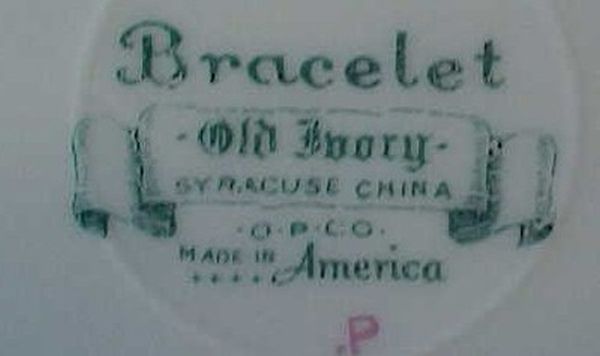 Bracelet
- Old Ivory -
SYRACUSE CHINA
· O · P · CO ·
MADE IN America
.P